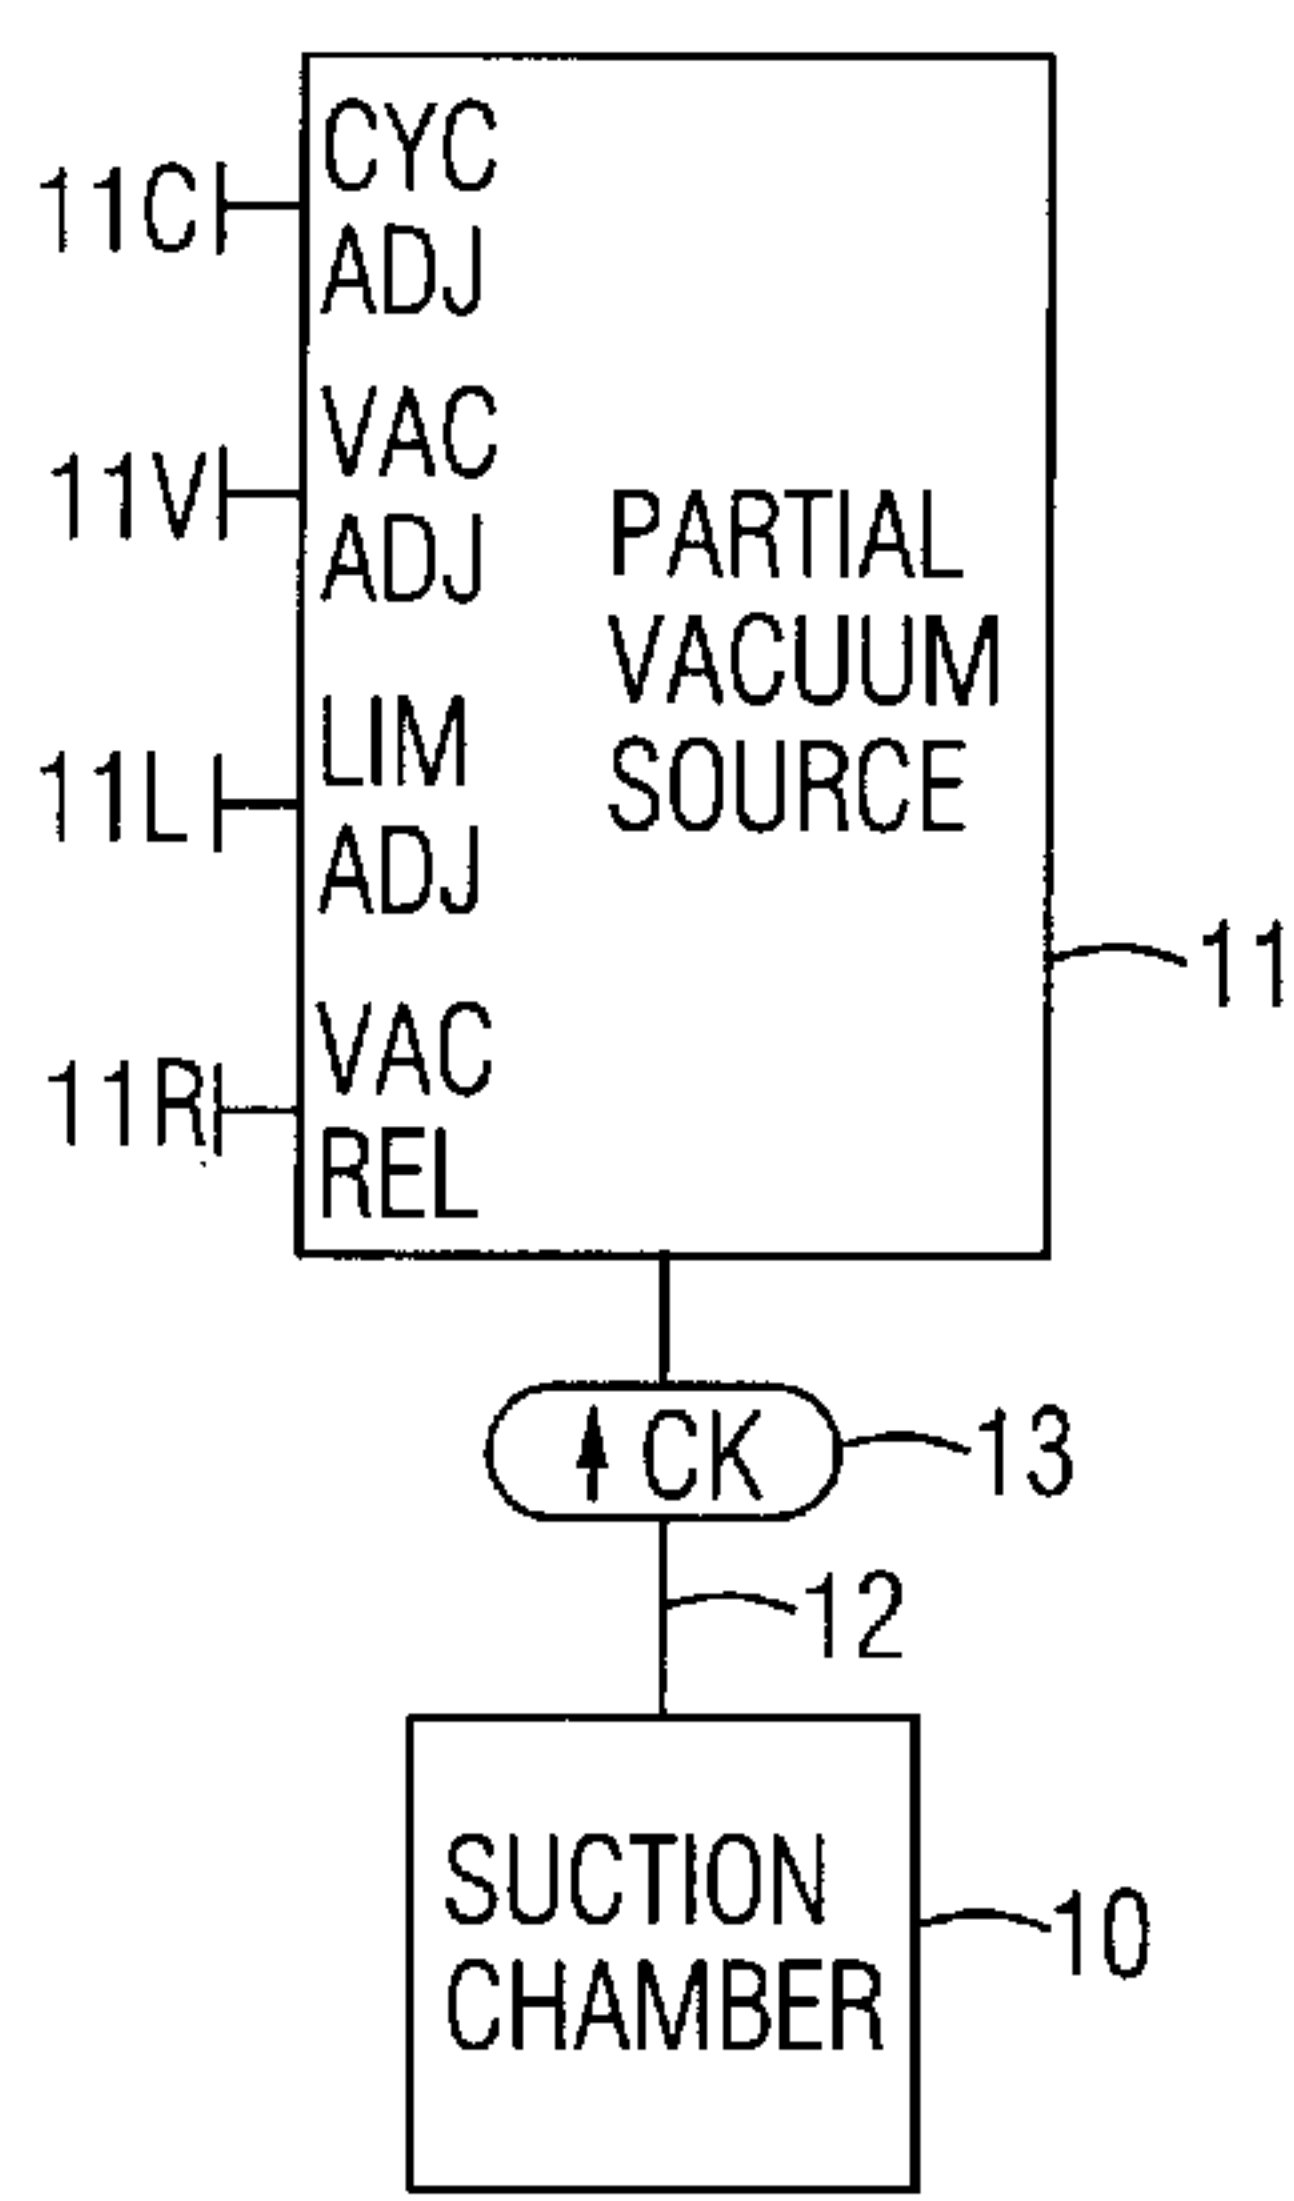 11C
CYC
ADJ
11V
VAC
ADJ
PARTIAL
VACUUM
SOURCE
11L
LIM
ADJ
11
11R
VAC
REL
CK
13
12
SUCTION
CHAMBER
10